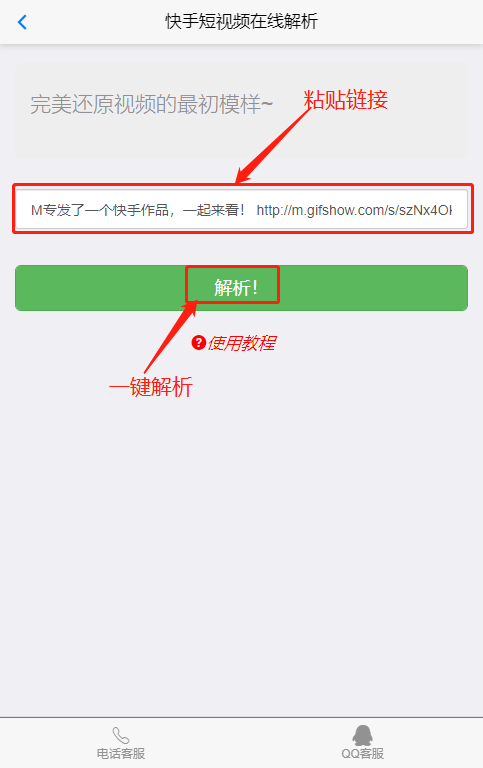 快手短视频在线解析
完美还原视频的最初模样~
粘贴链接
M专发了一个快手作品，一起来看！ http://m.gifshow.com/s/szNx4O
解析！
?使用教程
一键解析
电话客服
QQ客服